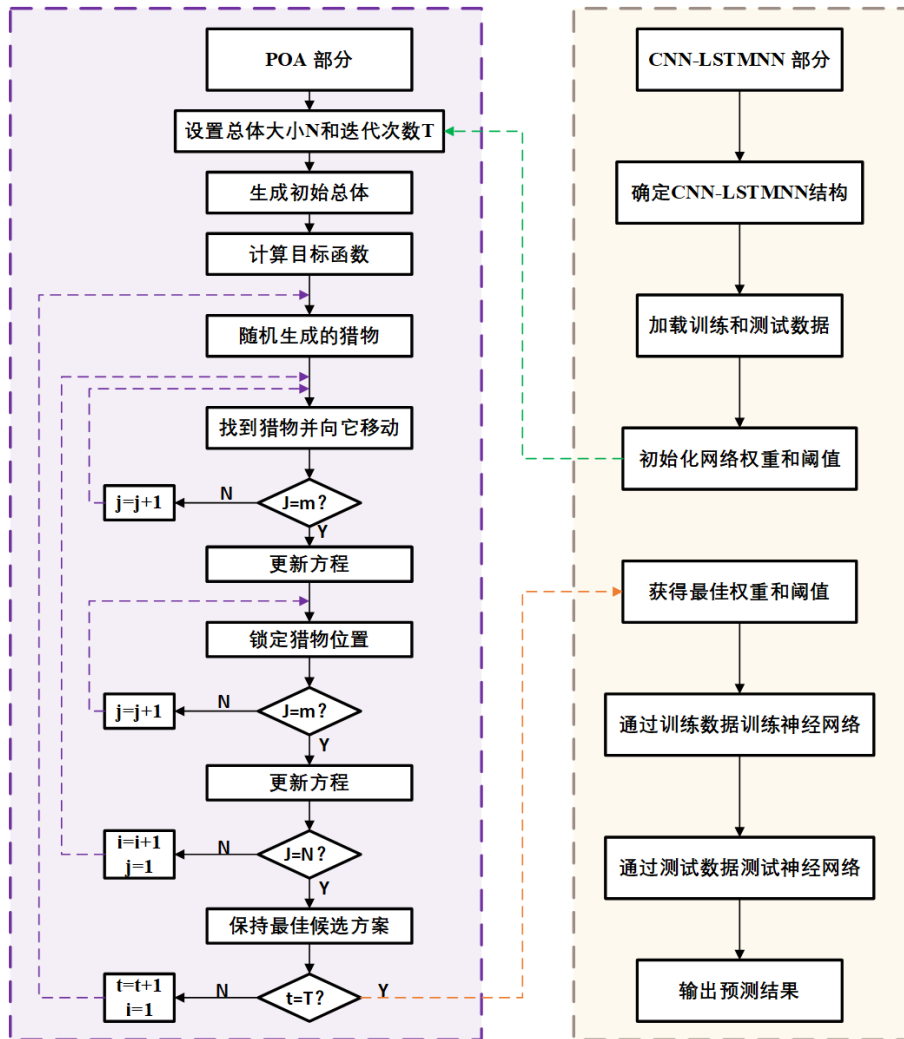 POA 部分
设置总体大小N和迭代次数T
生成初始总体
计算目标函数
随机生成的猎物
找到猎物并向它移动
J=m?
N
j=j+1
Y
更新方程
锁定猎物位置
J=m?
N
j=j+1
Y
更新方程
J=N?
N
i=i+1
j=1
Y
保持最佳候选方案
t=T?
N
t=t+1
i=1
Y
CNN-LSTMNN 部分
确定CNN-LSTMNN结构
加载训练和测试数据
初始化网络权重和阈值
获得最佳权重和阈值
通过训练数据训练神经网络
通过测试数据测试神经网络
输出预测结果